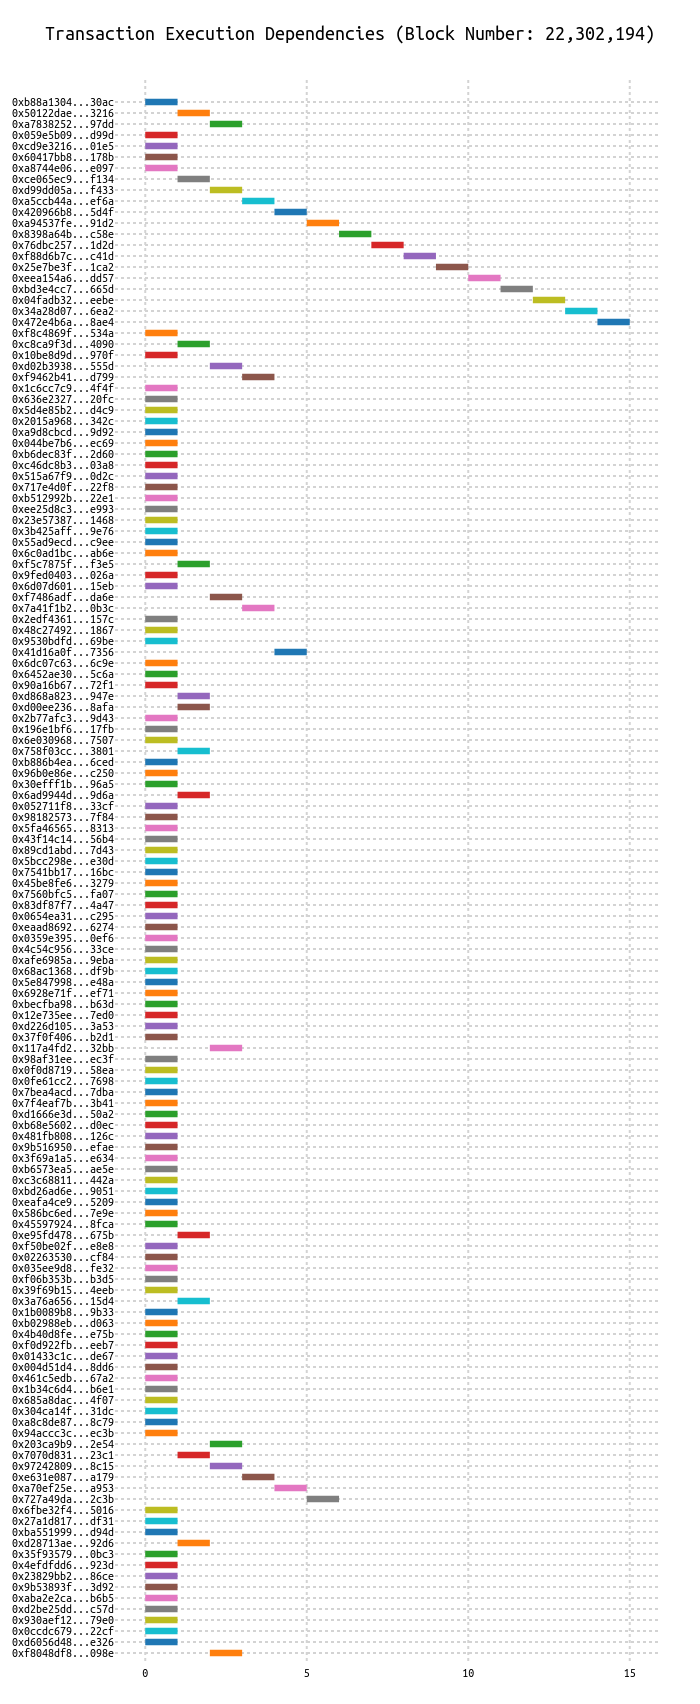 Transaction Execution Dependencies (Block Number: 22,302,194)
0xb88a1304...30ac
0x50122dae...3216
0xa7838252...97dd
0x059e5b09...d99d
0xcd9e3216...01e5
0x60417bb8...178b
0xa8744e06...e097
0xce065ec9...f134
0xd99dd05a...f433
0xa5ccb44a...ef6a
0x420966b8...5d4f
0xa94537fe...91d2
0x8398a64b...c58e
0x76dbc257...1d2d
0xf88d6b7c...c41d
0x25e7be3f...1ca2
0xeea154a6...dd57
0xbd3e4cc7...665d
0x04fadb32...eebe
0x34a28d07...6ea2
0x472e4b6a...8ae4
0xf8c4869f...534a
0xc8ca9f3d...4090
0x10be8d9d...970f
0xd02b3938...555d
0xf9462b41...d799
0x1c6cc7c9...4f4f
0x636e2327...20fc
0x5d4e85b2...d4c9
0x2015a968...342c
0xa9d8cbcd...9d92
0x044be7b6...ec69
0xb6dec83f...2d60
0xc46dc8b3...03a8
0x515a67f9...0d2c
0x717e4d0f...22f8
0xb512992b...22e1
0xee25d8c3...e993
0x23e57387...1468
0x3b425aff...9e76
0x55ad9ecd...c9ee
0x6c0ad1bc...ab6e
0xf5c7875f...f3e5
0x9fed0403...026a
0x6d07d601...15eb
0xf7486adf...da6e
0x7a41f1b2...0b3c
0x2edf4361...157c
0x48c27492...1867
0x9530bdfd...69be
0x41d16a0f...7356
0x6dc07c63...6c9e
0x6452ae30...5c6a
0x90a16b67...72f1
0xd868a823...947e
0xd00ee236...8afa
0x2b77afc3...9d43
0x196e1bf6...17fb
0x6e030968...7507
0x758f03cc...3801
0xb886b4ea...6ced
0x96b0e86e...c250
0x30efff1b...96a5
0x6ad9944d...9d6a
0x052711f8...33cf
0x98182573...7f84
0x5fa46565...8313
0x43f14c14...56b4
0x89cd1abd...7d43
0x5bcc298e...e30d
0x7541bb17...16bc
0x45be8fe6...3279
0x7560bfc5...fa07
0x83df87f7...4a47
0x0654ea31...c295
0xeaad8692...6274
0x0359e395...0ef6
0x4c54c956...33ce
0xafe6985a...9eba
0x68ac1368...df9b
0x5e847998...e48a
0x6928e71f...ef71
0xbecfba98...b63d
0x12e735ee...7ed0
0xd226d105...3a53
0x37f0f406...b2d1
0x117a4fd2...32bb
0x98af31ee...ec3f
0x0f0d8719...58ea
0x0fe61cc2...7698
0x7bea4acd...7dba
0x7f4eaf7b...3b41
0xd1666e3d...50a2
0xb68e5602...d0ec
0x481fb808...126c
0x9b516950...efae
0x3f69a1a5...e634
0xb6573ea5...ae5e
0xc3c68811...442a
0xbd26ad6e...9051
0xeafa4ce9...5209
0x586bc6ed...7e9e
0x45597924...8fca
0xe95fd478...675b
0xf50be02f...e8e8
0x02263530...cf84
0x035ee9d8...fe32
0xf06b353b...b3d5
0x39f69b15...4eeb
0x3a76a656...15d4
0x1b0089b8...9b33
0xb02988eb...d063
0x4b40d8fe...e75b
0xf0d922fb...eeb7
0x01433c1c...de67
0x004d51d4...8dd6
0x461c5edb...67a2
0x1b34c6d4...b6e1
0x685a8dac...4f07
0x304ca14f...31dc
0xa8c8de87...8c79
0x94accc3c...ec3b
0x203ca9b9...2e54
0x7070d831...23c1
0x97242809...8c15
0xe631e087...a179
0xa70ef25e...a953
0x727a49da...2c3b
0x6fbe32f4...5016
0x27a1d817...df31
0xba551999...d94d
0xd28713ae...92d6
0x35f93579...0bc3
0x4efdfdd6...923d
0x23829bb2...86ce
0x9b53893f...3d92
0xaba2e2ca...b6b5
0xd2be25dd...c57d
0x930aef12...79e0
0x0ccdc679...22cf
0xd6056d48...e326
0xf8048df8...098e
0 5 10 15